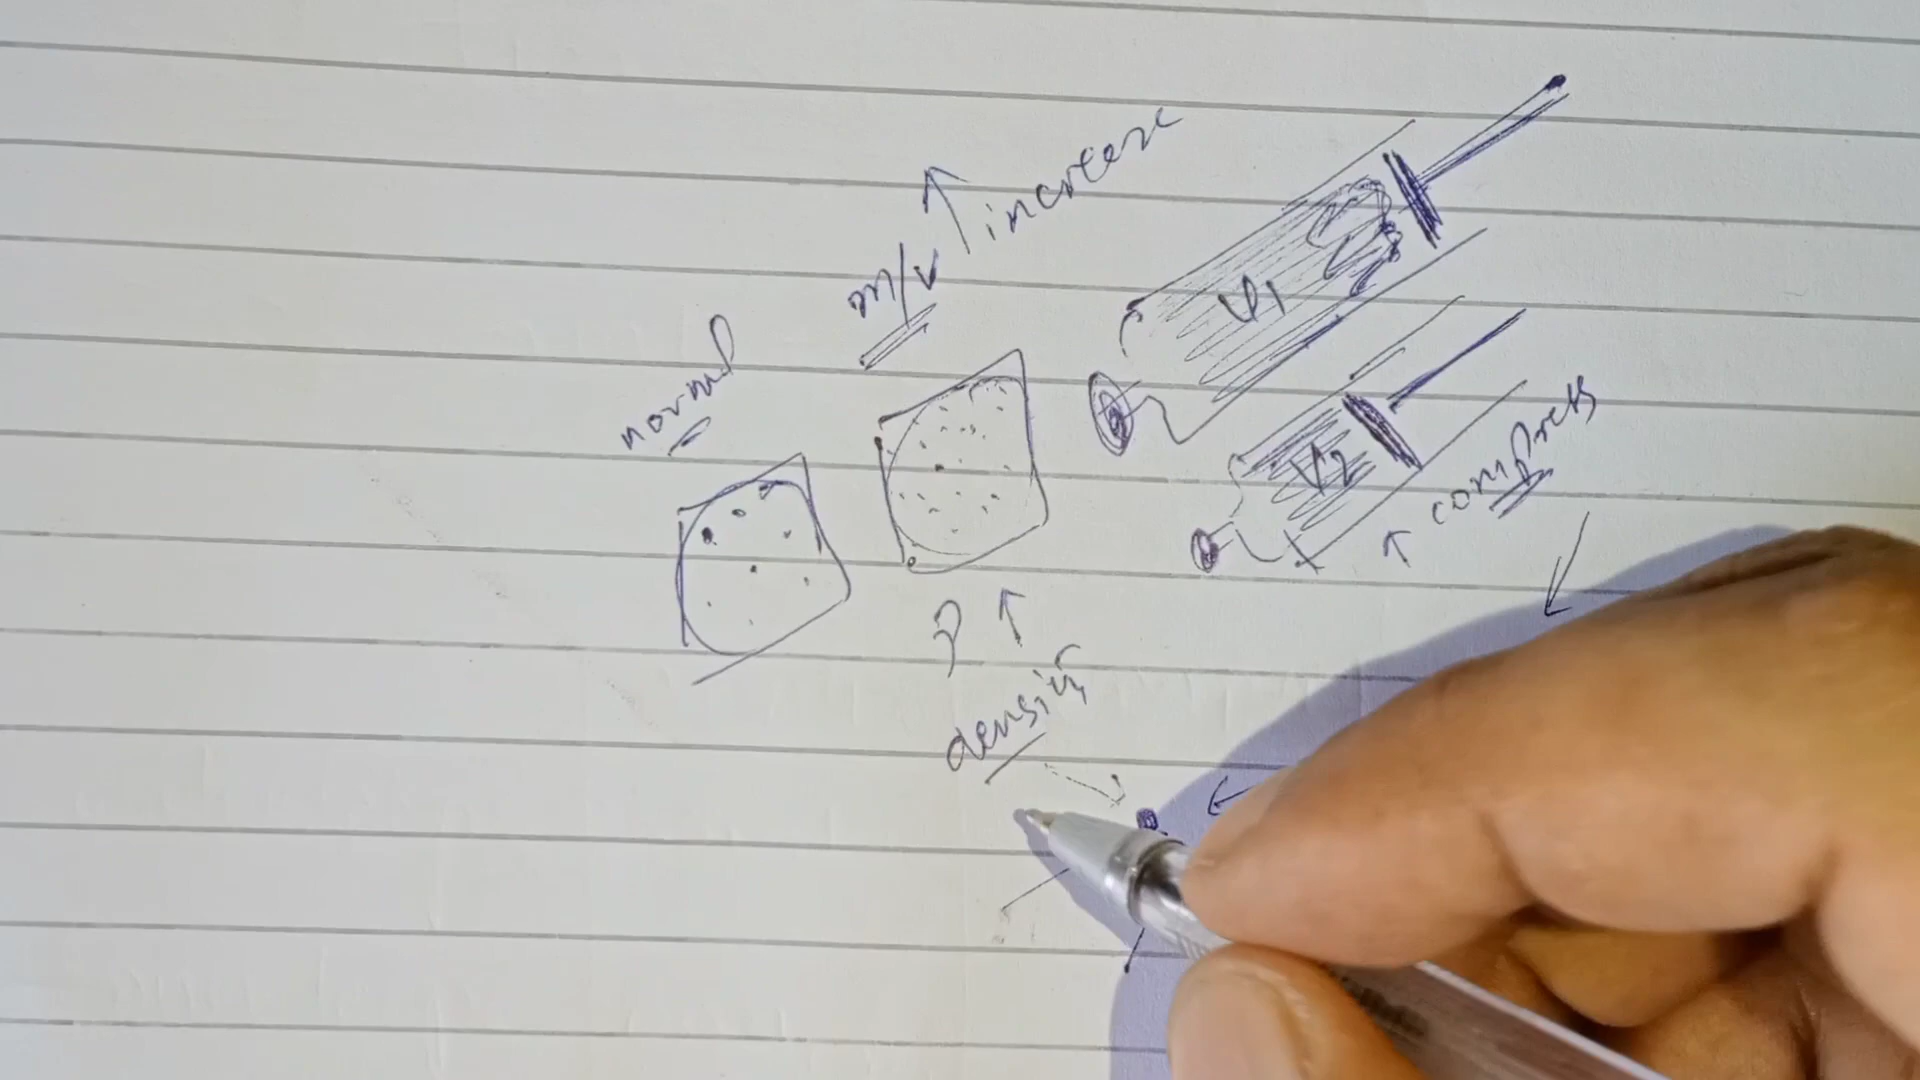 m/v ↑ increase
normal
V1
V2
compress
ρ ↑
density